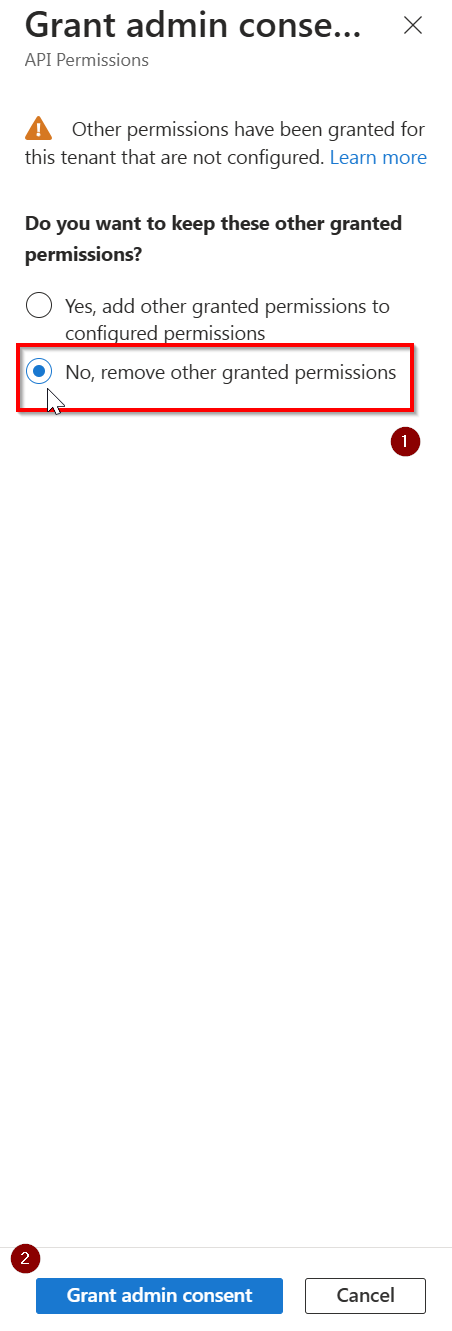 Grant admin conse...
API Permissions
Other permissions have been granted for
this tenant that are not configured. Learn more
Do you want to keep these other granted
permissions?
Yes, add other granted permissions to
configured permissions
No, remove other granted permissions
1
2
Grant admin consent
Cancel